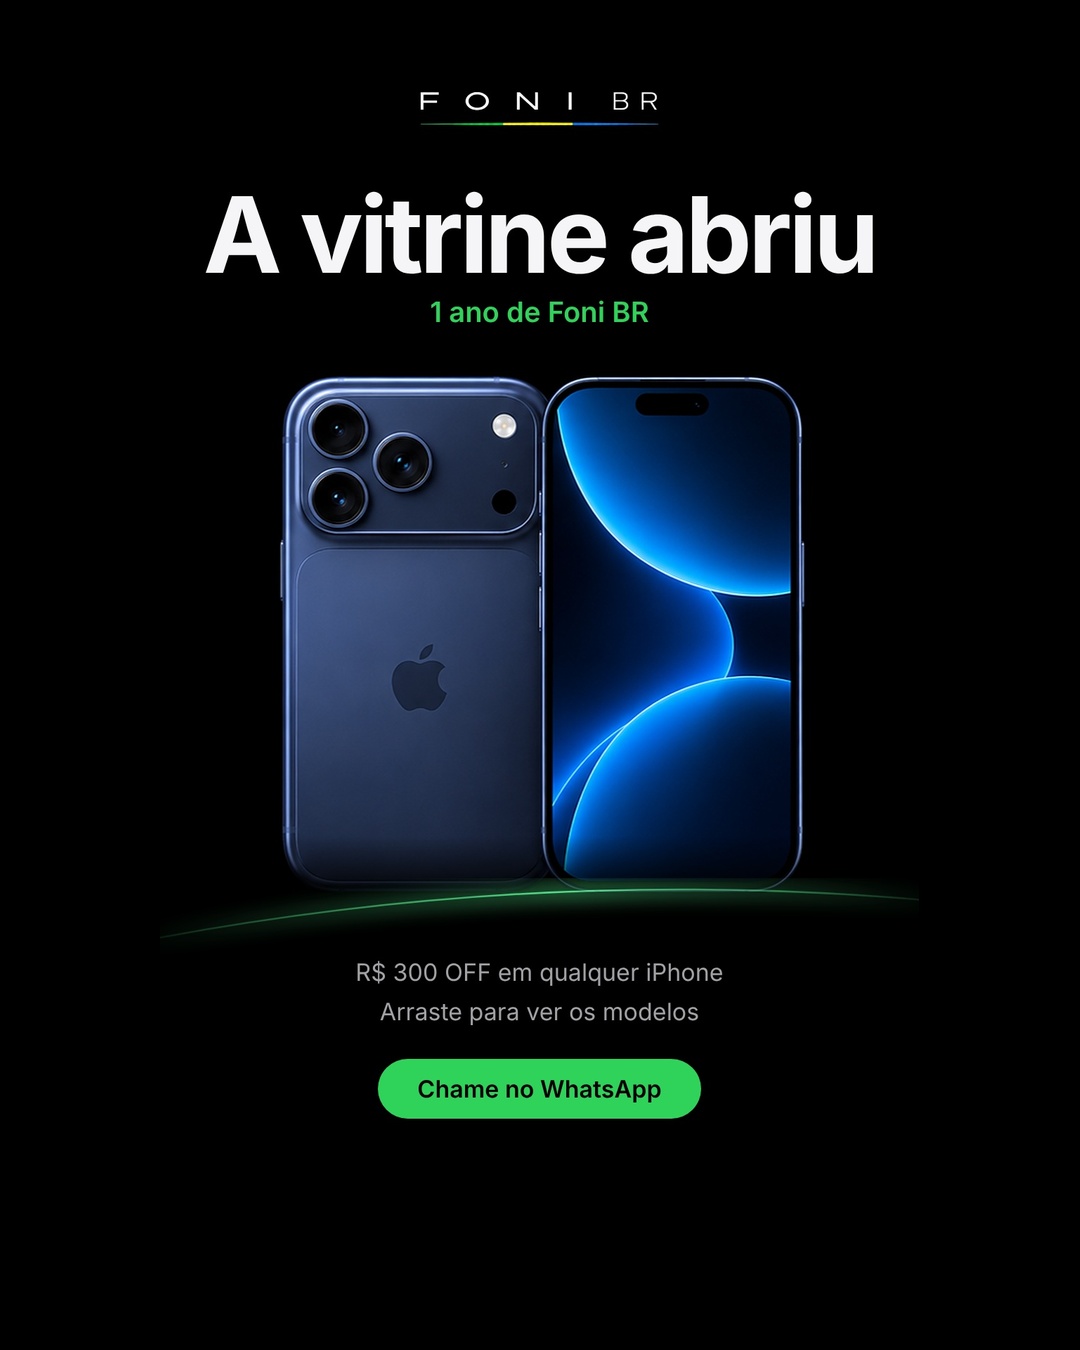 FONI BR
A vitrine abriu
1 ano de Foni BR
R$ 300 OFF em qualquer iPhone
Arraste para ver os modelos
Chame no WhatsApp